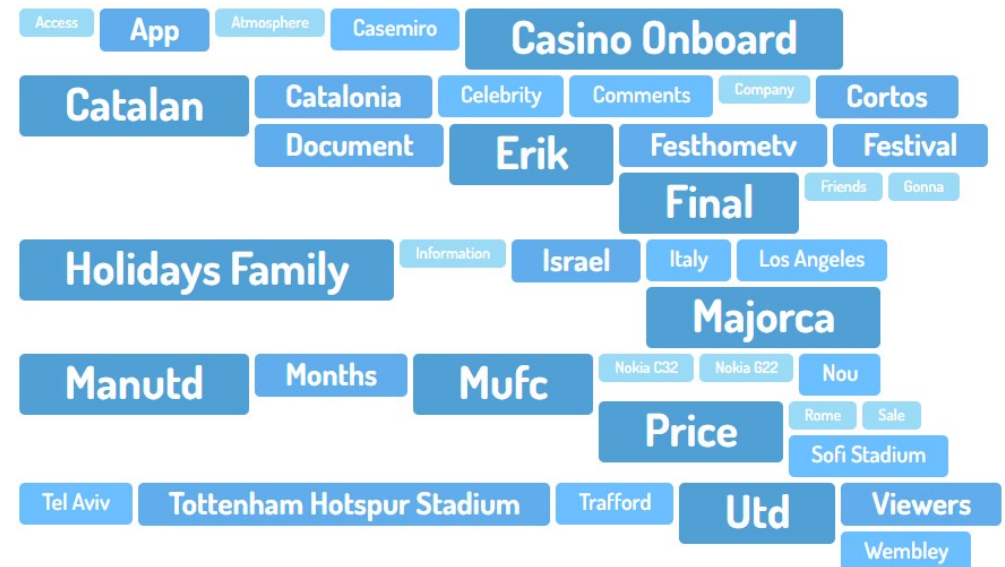 Access App Atmosphere Casemiro Casino Onboard
Catalan Catalonia Celebrity Comments Company Cortos
Document Erik Festhometv Festival
Final Friends Gonna
Holidays Family Information Israel Italy Los Angeles
Majorca
Manutd Months Mufc Nokia C32 Nokia G22 Nou
Price Rome Sale
Sofi Stadium
Tel Aviv Tottenham Hotspur Stadium Trafford Utd Viewers
Wembley